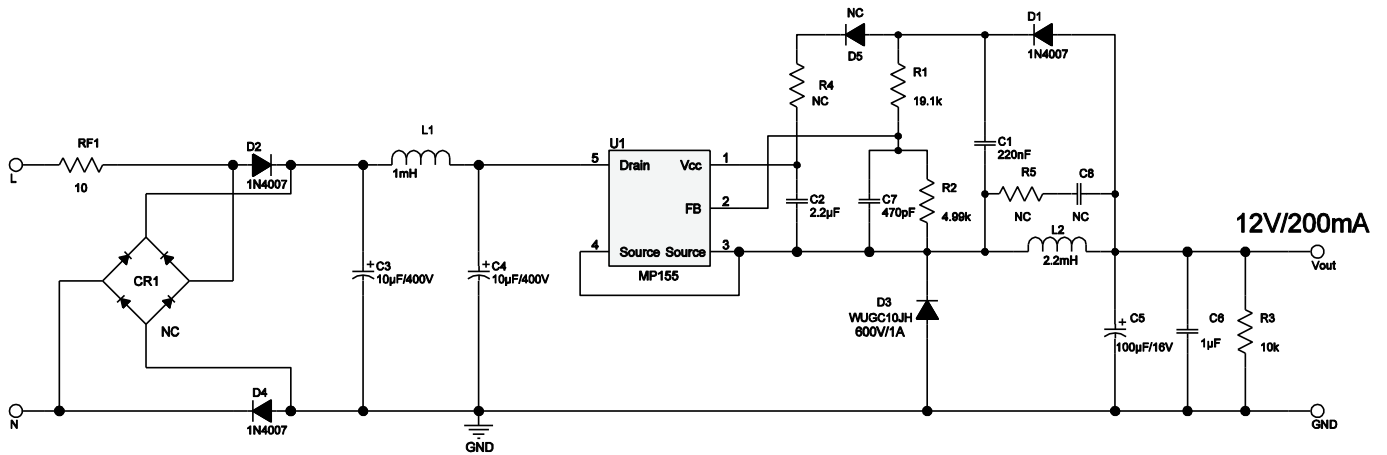 NC
D5
D1
1N4007
R4
NC
R1
19.1k
C1
220nF
RF1
10
L
D2
1N4007
L1
1mH
U1
5
Drain
Vcc
1
FB
2
4
Source
Source
3
MP155
C2
2.2µF
C7
470pF
R2
4.99k
R5
NC
C8
NC
L2
2.2mH
12V/200mA
Vout
CR1
NC
C3
10µF/400V
C4
10µF/400V
D3
WUGC10JH
600V/1A
C5
100µF/16V
C6
1µF
R3
10k
N
D4
1N4007
GND
GND